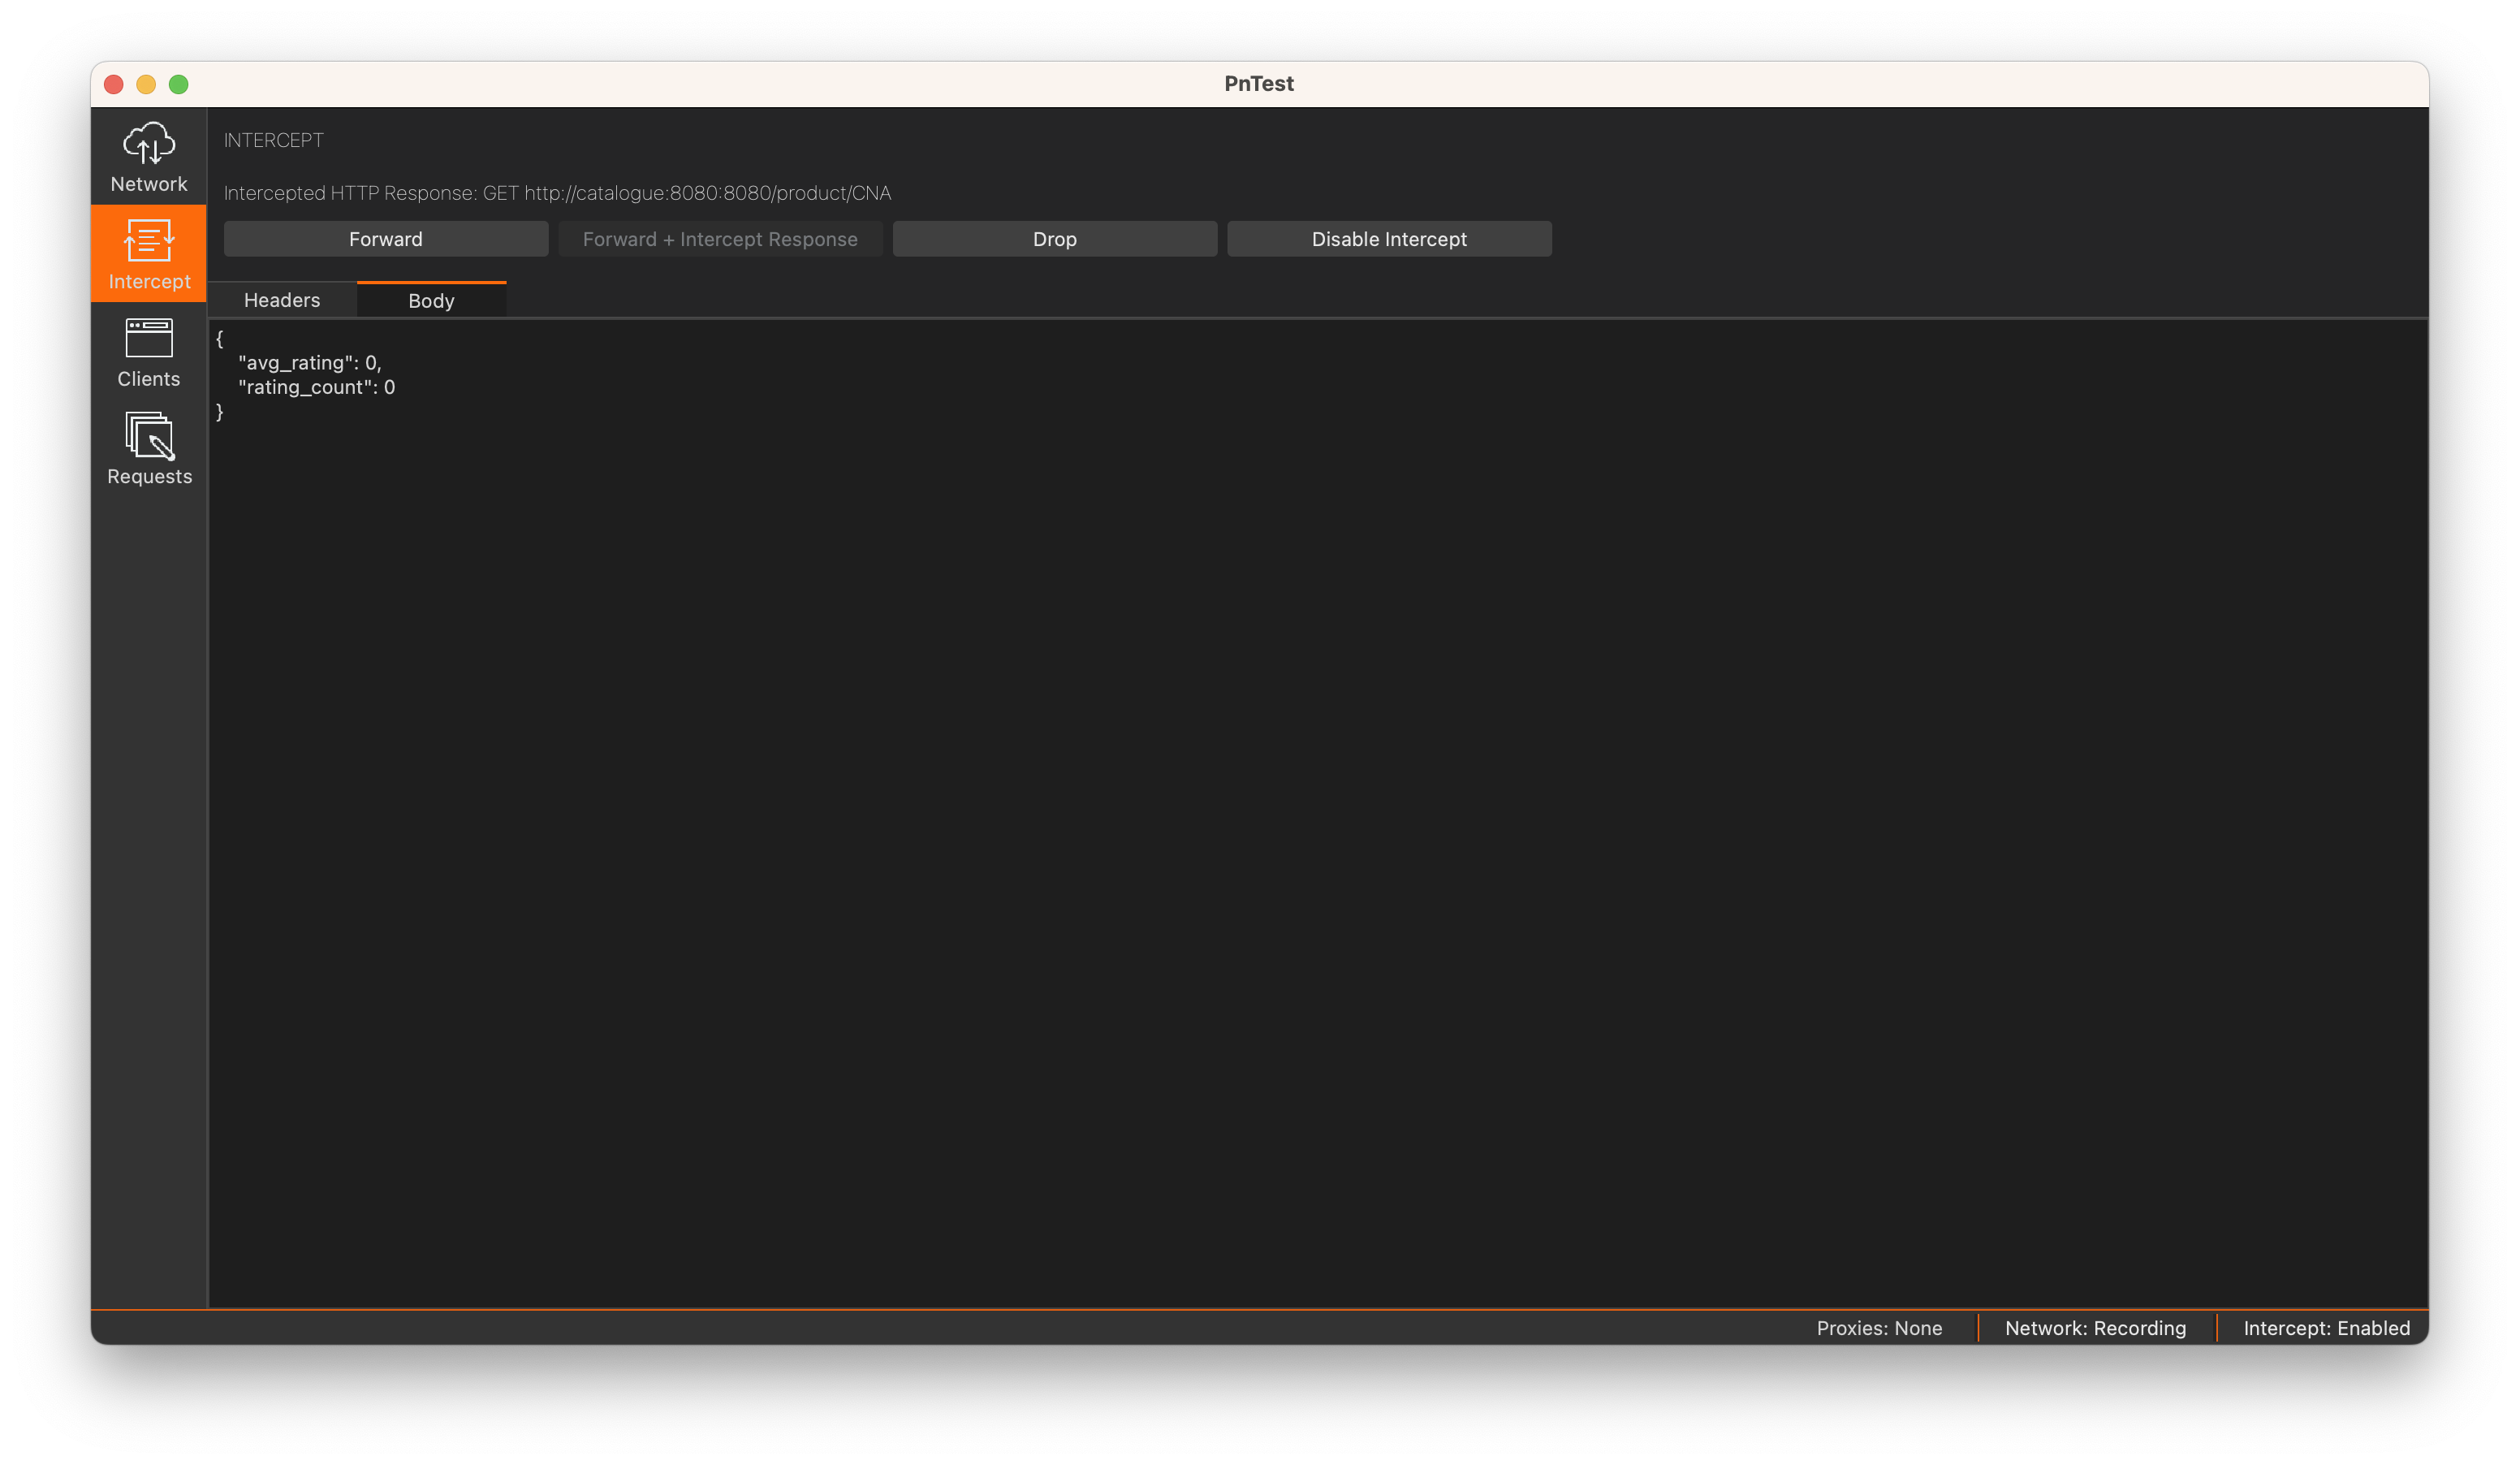 PnTest
Network
Intercept
Clients
Requests
INTERCEPT
Intercepted HTTP Response: GET http://catalogue:8080:8080/product/CNA
Forward
Forward + Intercept Response
Drop
Disable Intercept
Headers
Body
{
    "avg_rating": 0,
    "rating_count": 0
}
Proxies: None
Network: Recording
Intercept: Enabled